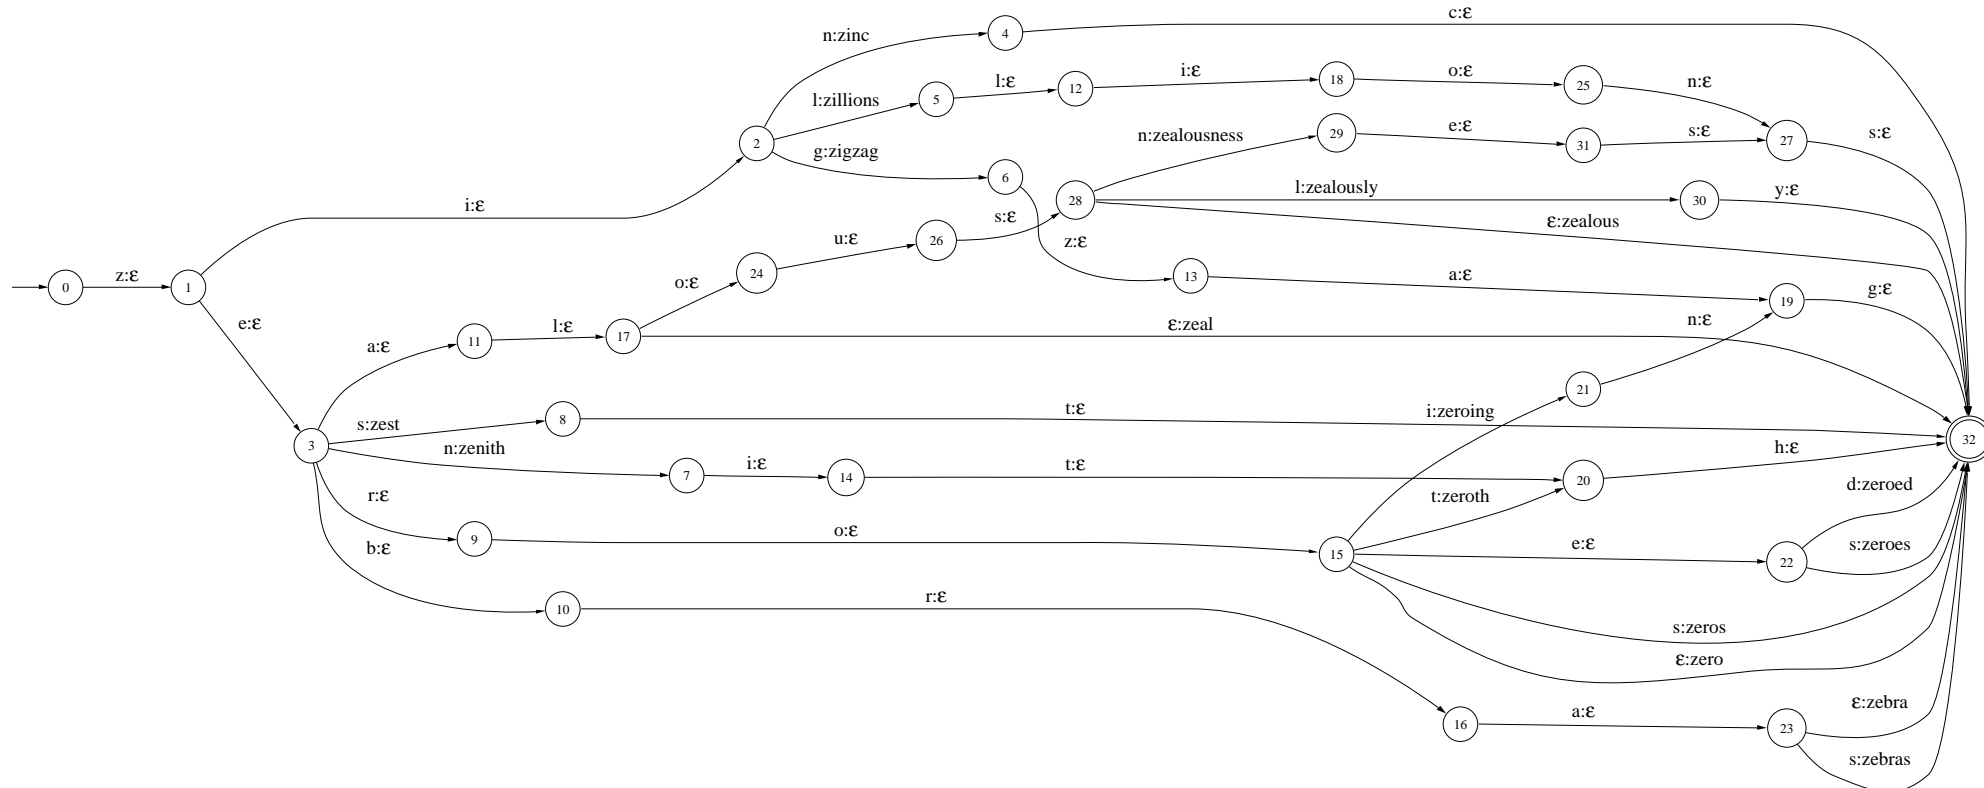 c:ε
n:zinc
4
i:ε
o:ε
l:ε
18
25
n:ε
l:zillions
5
12
n:zealousness
29
e:ε
31
s:ε
27
s:ε
2
g:zigzag
6
l:zealously
30
y:ε
i:ε
28
s:ε
ε:zealous
u:ε
26
z:ε
24
13
a:ε
z:ε
o:ε
0
1
19
g:ε
e:ε
l:ε
ε:zeal
n:ε
a:ε
11
17
21
s:zest
8
t:ε
i:zeroing
3
n:zenith
32
7
i:ε
14
t:ε
20
h:ε
r:ε
t:zeroth
d:zeroed
9
o:ε
15
e:ε
22
s:zeroes
b:ε
10
r:ε
s:zeros
ε:zero
ε:zebra
16
a:ε
23
s:zebras